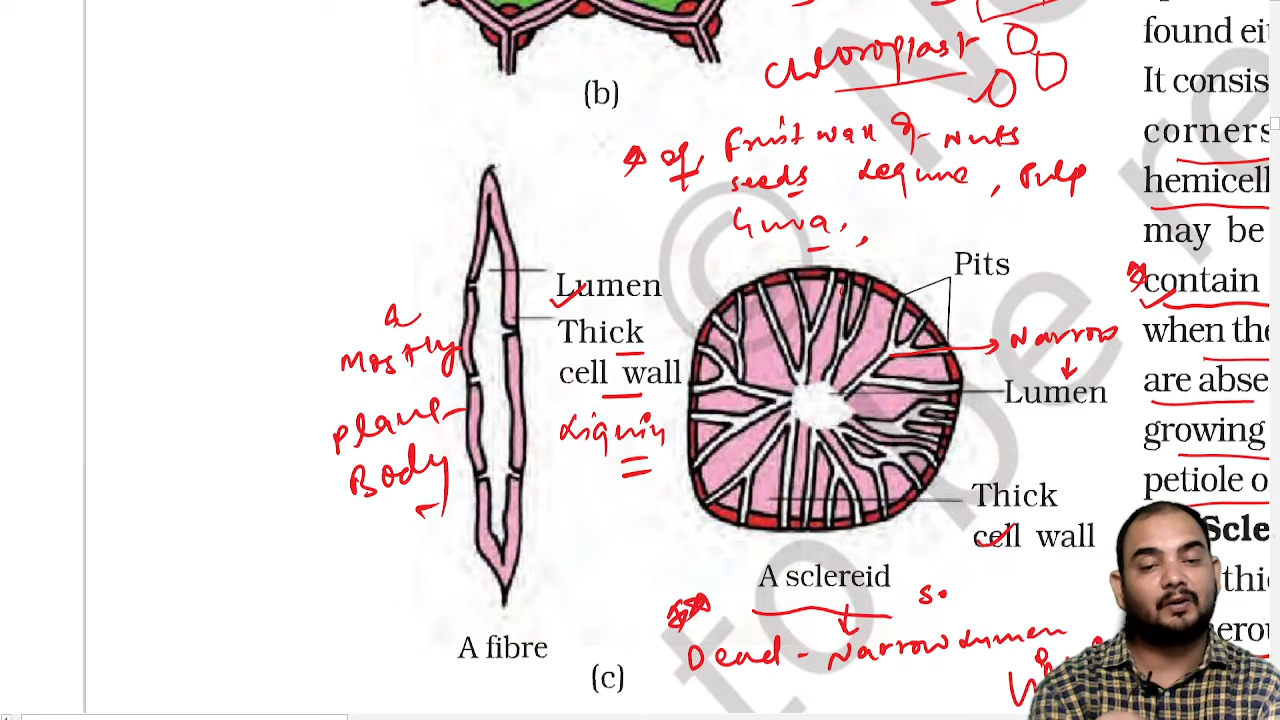 found ei
(b)
Chloroplast
It consis
of, Fruit wall of Nuts
corners
seeds Legume, Pulp
hemicell
Guva,
may be
Pits
contain
Lumen
Thick
cell wall
Lignin
Narrow
when the
Lumen
are abse
a
Mostly
plant
Body
growing
petiole o
Thick
cell wall
Scle
A sclereid
thic
Dead - Narrow Lumen
erou
A fibre
(c)